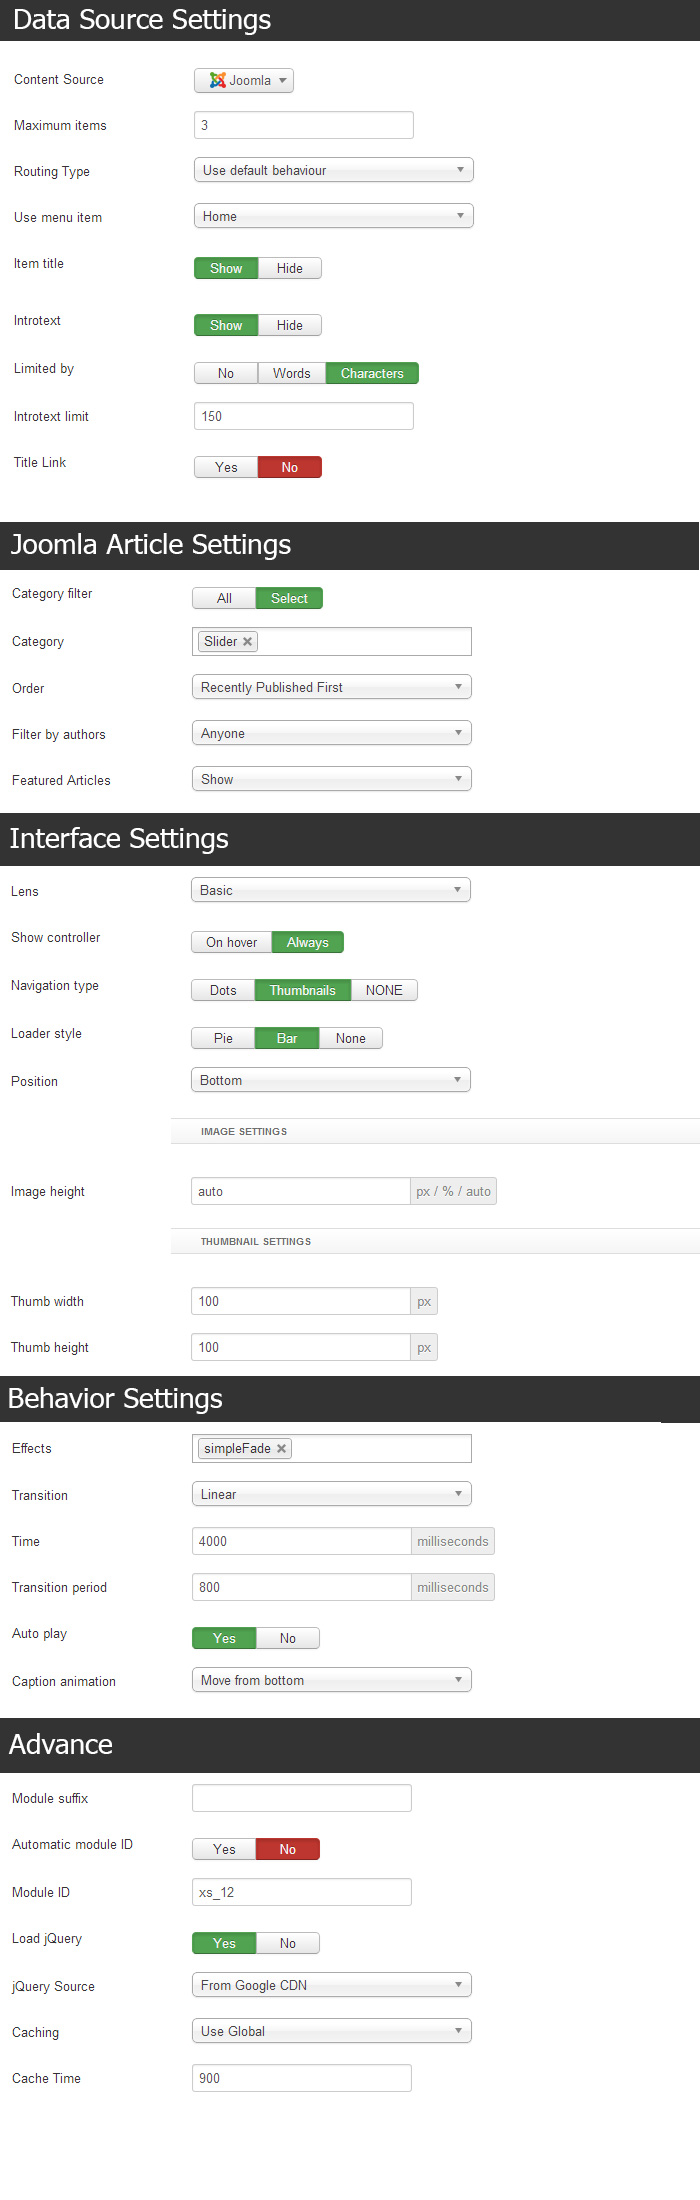 Data Source Settings
Content Source Joomla
Maximum items 3
Routing Type Use default behaviour
Use menu item Home
Item title Show Hide
Introtext Show Hide
Limited by No Words Characters
Introtext limit 150
Title Link Yes No
Joomla Article Settings
Category filter All Select
Category Slider
Order Recently Published First
Filter by authors Anyone
Featured Articles Show
Interface Settings
Lens Basic
Show controller On hover Always
Navigation type Dots Thumbnails NONE
Loader style Pie Bar None
Position Bottom
IMAGE SETTINGS
Image height auto px / % / auto
THUMBNAIL SETTINGS
Thumb width 100 px
Thumb height 100 px
Behavior Settings
Effects simpleFade
Transition Linear
Time 4000 milliseconds
Transition period 800 milliseconds
Auto play Yes No
Caption animation Move from bottom
Advance
Module suffix
Automatic module ID Yes No
Module ID xs_12
Load jQuery Yes No
jQuery Source From Google CDN
Caching Use Global
Cache Time 900